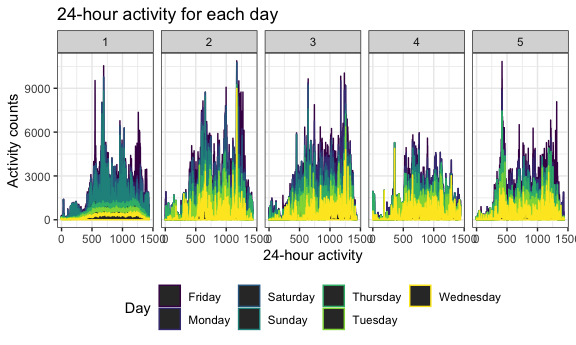 24-hour activity for each day
1 2 3 4 5
Activity counts
9000
6000
3000
0
0 500 1000 1500 0 500 1000 1500 0 500 1000 1500 0 500 1000 1500 0 500 1000 1500
24-hour activity
Day
Friday Saturday Thursday Wednesday
Monday Sunday Tuesday